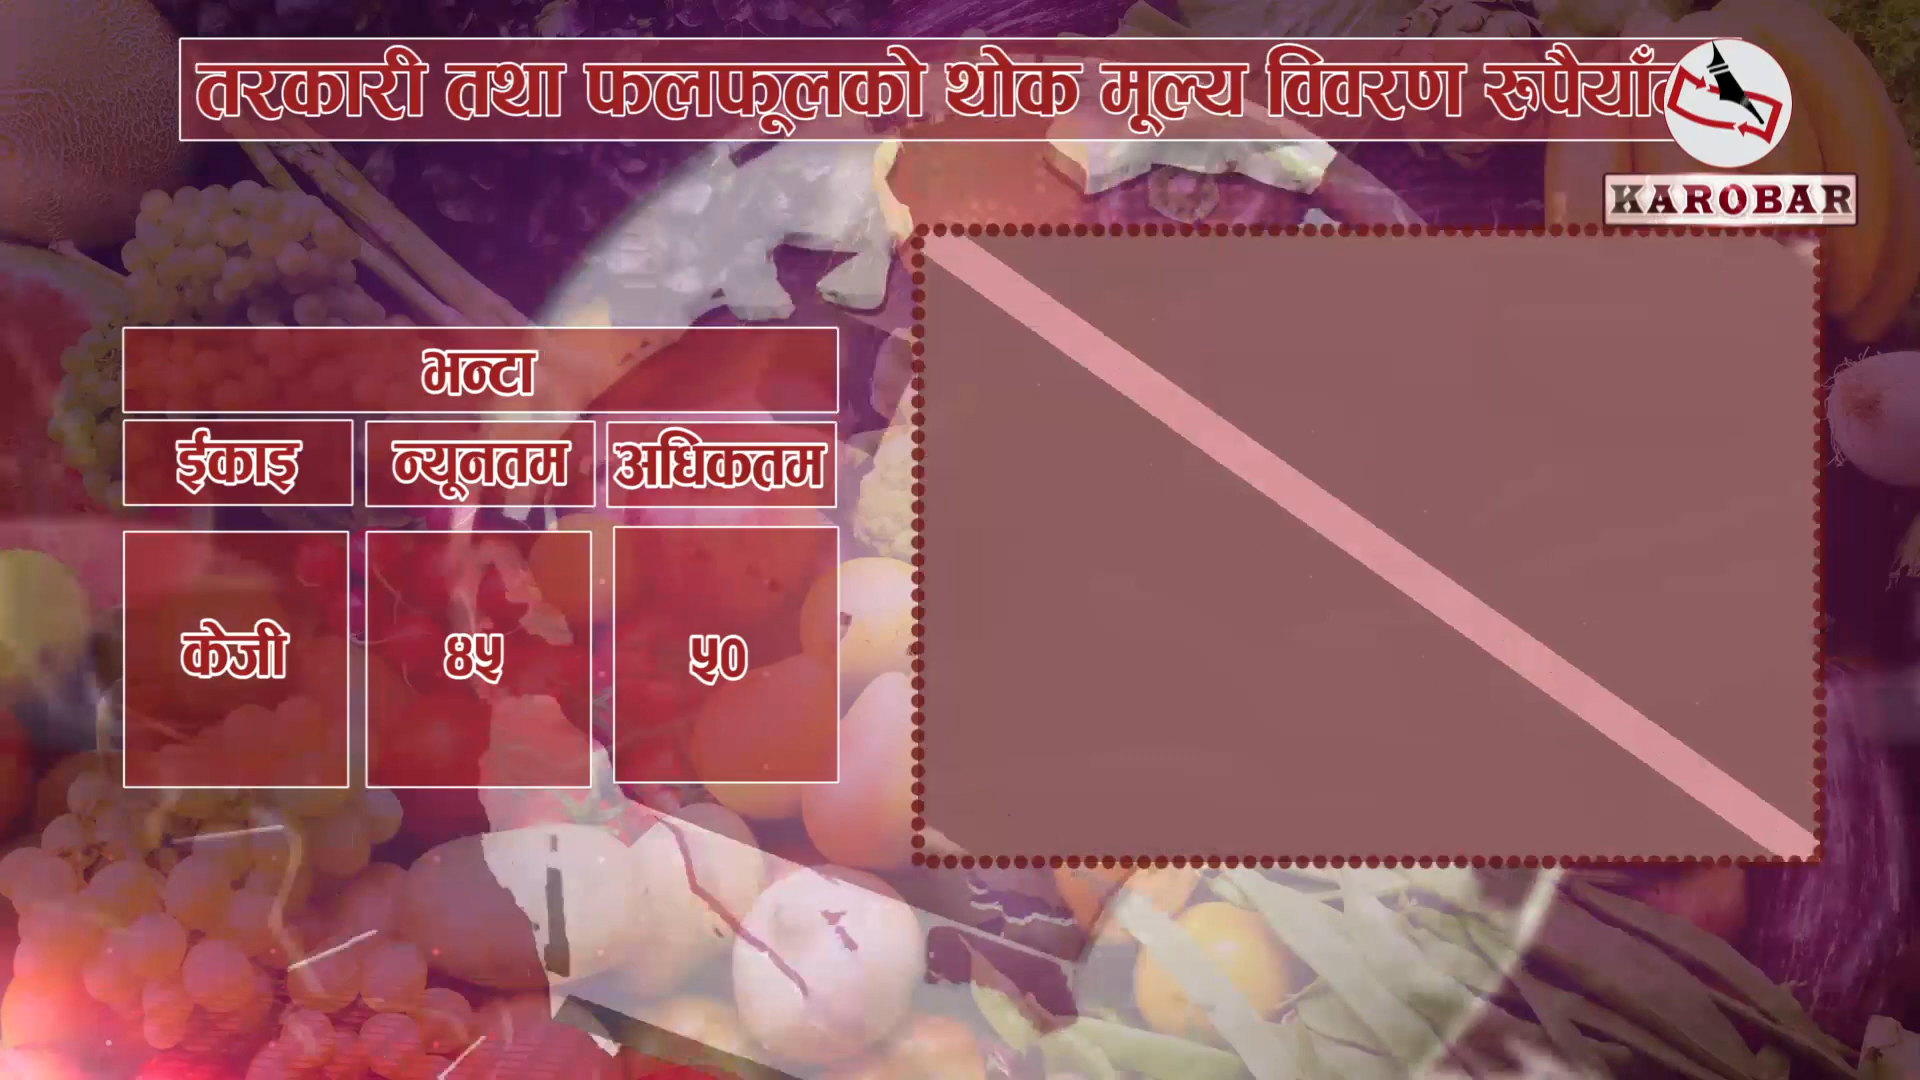 तरकारी तथा फलफूलको थोक मूल्य विवरण
KAROBAR
भन्टा
ईकाइ न्यूनतम अधिकतम
केजी ४५ ५०